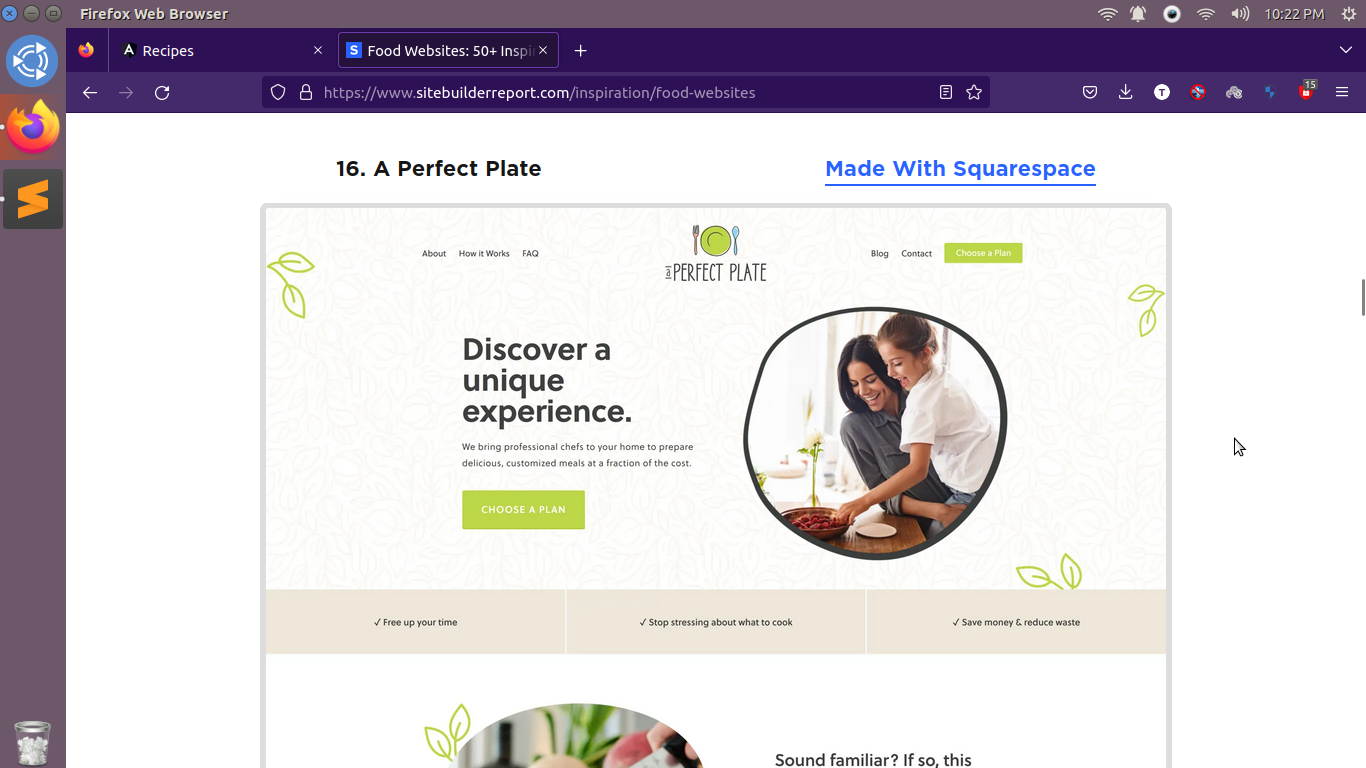 Firefox Web Browser
10:22 PM
Recipes
Food Websites: 50+ Inspir
https://www.sitebuilderreport.com/inspiration/food-websites
T
15
16. A Perfect Plate
Made With Squarespace
About How it Works FAQ
a PERFECT PLATE
Blog Contact Choose a Plan
Discover a
unique
experience.
We bring professional chefs to your home to prepare
delicious, customized meals at a fraction of the cost.
CHOOSE A PLAN
✓ Free up your time
✓ Stop stressing about what to cook
✓ Save money & reduce waste
Sound familiar? If so, this